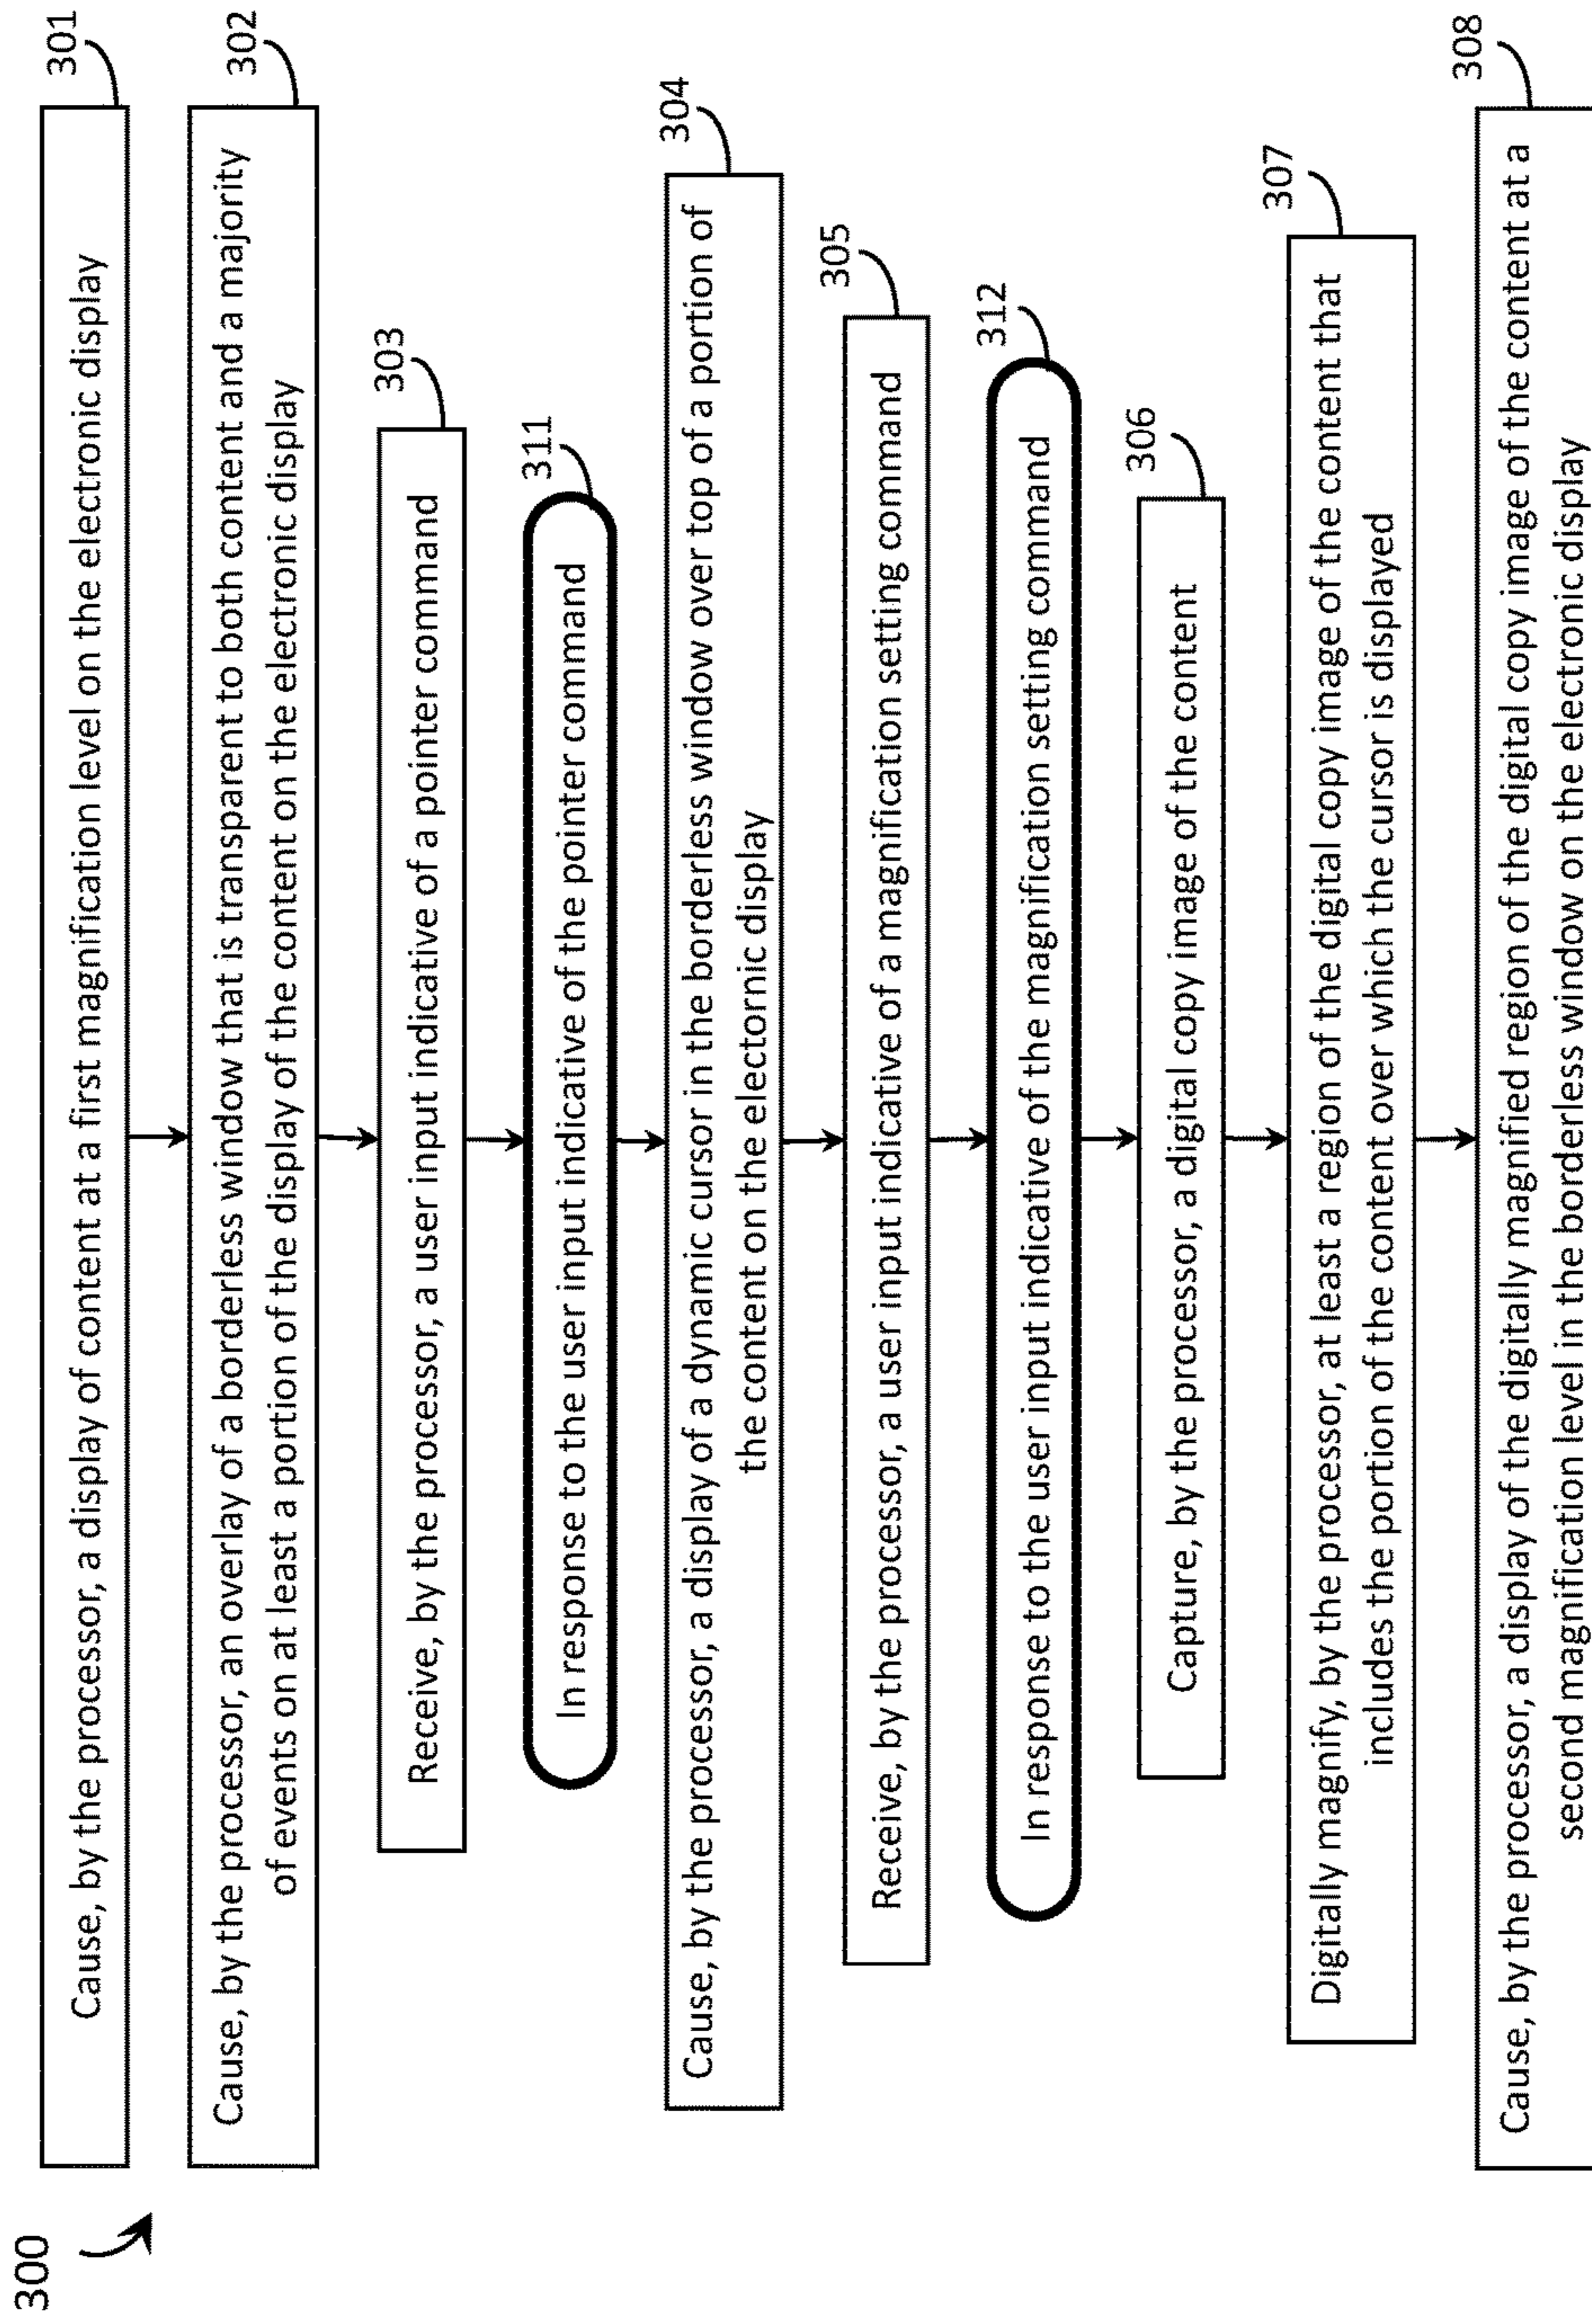 300
301
Cause, by the processor, a display of content at a first magnification level on the electronic display
302
Cause, by the processor, an overlay of a borderless window that is transparent to both content and a majority
of events on at least a portion of the display of the content on the electronic display
303
Receive, by the processor, a user input indicative of a pointer command
311
In response to the user input indicative of the pointer command
304
Cause, by the processor, a display of a dynamic cursor in the borderless window over top of a portion of
the content on the electornic display
305
Receive, by the processor, a user input indicative of a magnification setting command
312
In response to the user input indicative of the magnification setting command
306
Capture, by the processor, a digital copy image of the content
307
Digitally magnify, by the processor, at least a region of the digital copy image of the content that
includes the portion of the content over which the cursor is displayed
308
Cause, by the processor, a display of the digitally magnified region of the digital copy image of the content at a
second magnification level in the borderless window on the electronic display